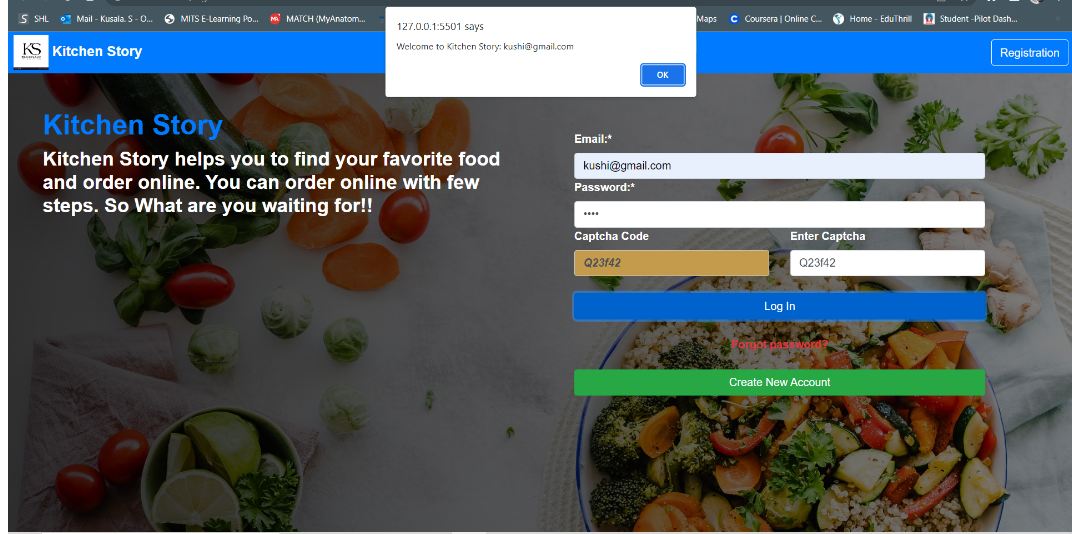 SHL
Mail - Kusala. S - O...
MITS E-Learning Po...
MATCH (MyAnatom...
Maps
Coursera | Online C...
Home - EduThrill
Student -Pilot Dash...
127.0.0.1:5501 says
Welcome to Kitchen Story: kushi@gmail.com
OK
KS
Kitchen Story
Registration
Kitchen Story
Kitchen Story helps you to find your favorite food
and order online. You can order online with few
steps. So What are you waiting for!!
Email:*
kushi@gmail.com
Password:*
••••
Captcha Code
Enter Captcha
Q23f42
Q23f42
Log In
Forgot password?
Create New Account